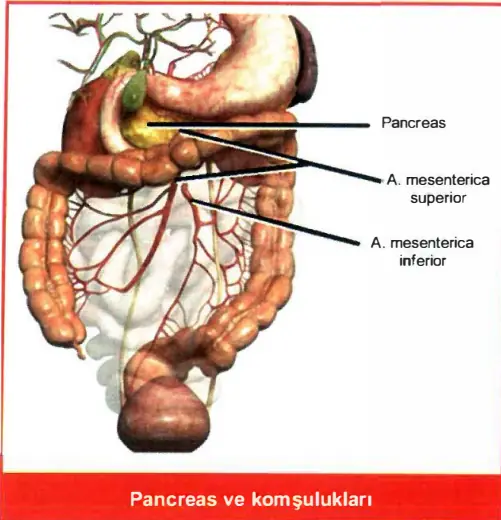 Pancreas
A. mesenterica
superior
A. mesenterica
inferior
Pancreas ve komşulukları